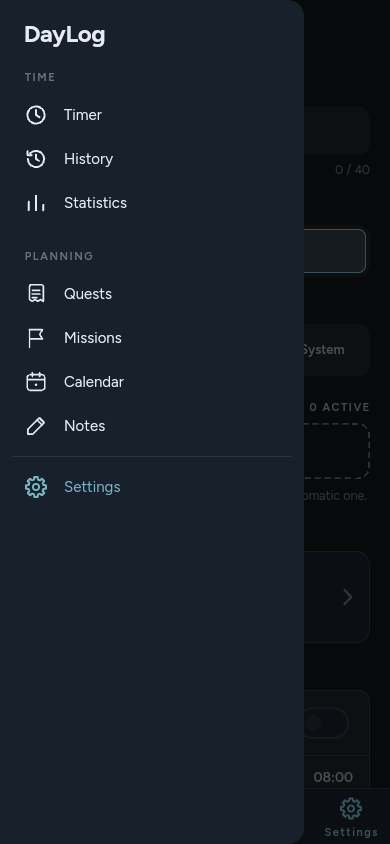 DayLog
TIME
Timer
History
Statistics
0 / 40
PLANNING
Quests
Missions
System
Calendar
0 ACTIVE
Notes
Settings
omatic one.
08:00
Settings